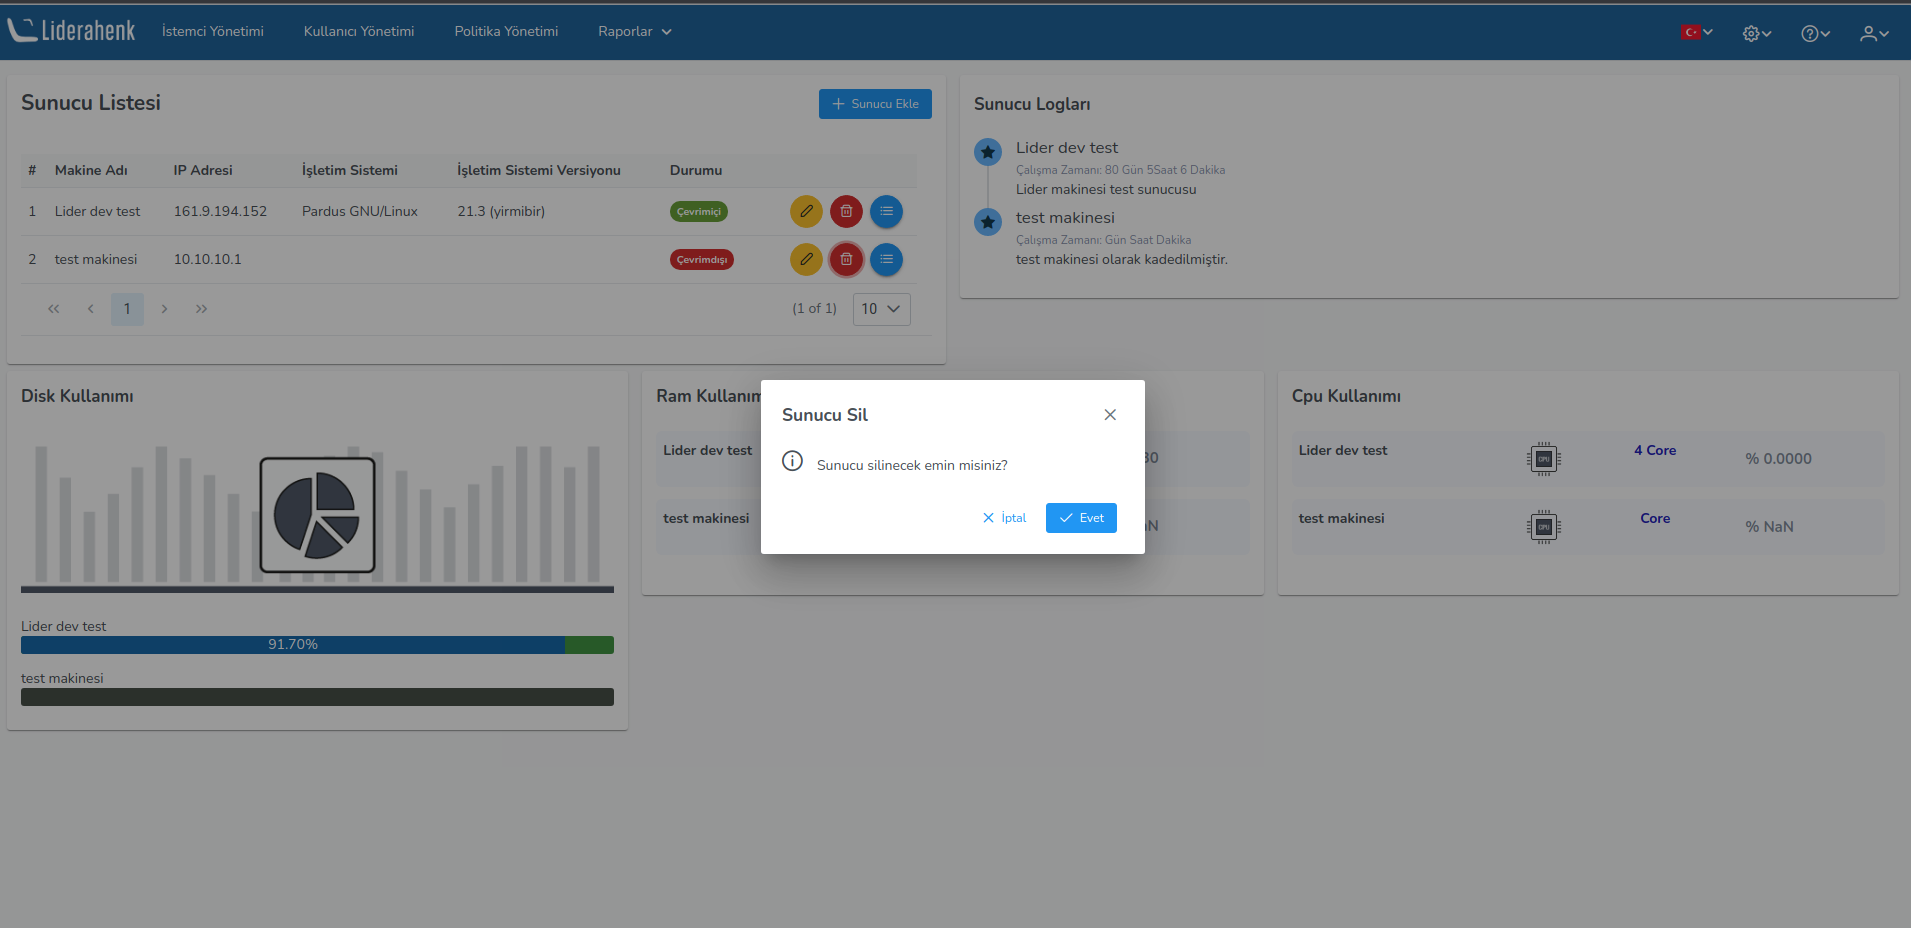 Liderahenk
İstemci Yönetimi
Kullanıcı Yönetimi
Politika Yönetimi
Raporlar
Sunucu Listesi
Sunucu Ekle
# Makine Adı IP Adresi İşletim Sistemi İşletim Sistemi Versiyonu Durumu
1 Lider dev test 161.9.194.152 Pardus GNU/Linux 21.3 (yirmibir) Çevrimiçi
2 test makinesi 10.10.10.1 Çevrimdışı
1
(1 of 1) 10
Sunucu Logları
Lider dev test
Çalışma Zamanı: 80 Gün 5Saat 6 Dakika
Lider makinesi test sunucusu
test makinesi
Çalışma Zamanı: Gün Saat Dakika
test makinesi olarak kadedilmiştir.
Disk Kullanımı
Lider dev test
91.70%
test makinesi
Ram
Lider dev test
test makinesi
Sunucu Sil
Sunucu silinecek emin misiniz?
İptal
Evet
Cpu Kullanımı
Lider dev test CPU 4 Core % 0.0000
test makinesi CPU Core % NaN